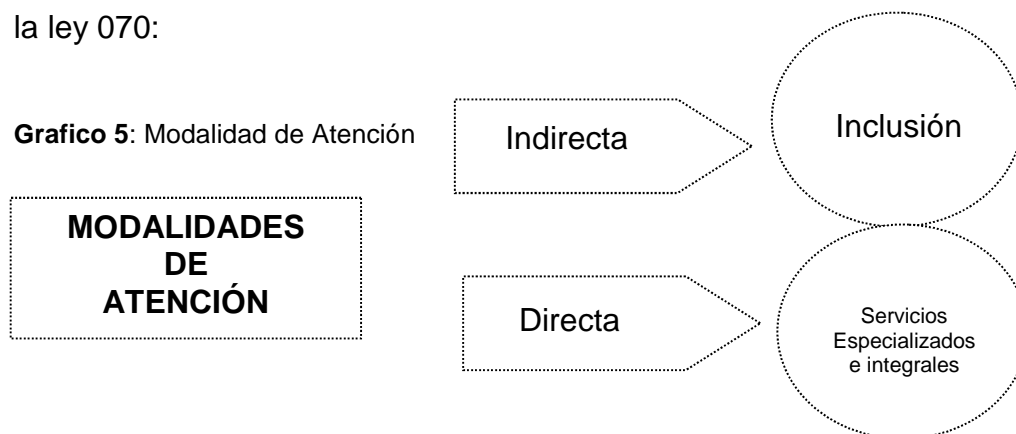 la ley 070:
Grafico 5: Modalidad de Atención
Indirecta
Inclusión
MODALIDADES
DE
ATENCIÓN
Directa
Servicios
Especializados
e integrales